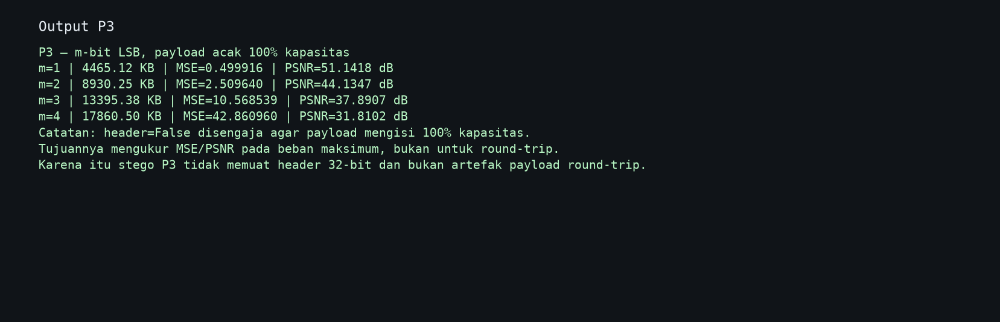 Output P3
P3 — m-bit LSB, payload acak 100% kapasitas
m=1 | 4465.12 KB | MSE=0.499916 | PSNR=51.1418 dB
m=2 | 8930.25 KB | MSE=2.509640 | PSNR=44.1347 dB
m=3 | 13395.38 KB | MSE=10.568539 | PSNR=37.8907 dB
m=4 | 17860.50 KB | MSE=42.860960 | PSNR=31.8102 dB
Catatan: header=False disengaja agar payload mengisi 100% kapasitas.
Tujuannya mengukur MSE/PSNR pada beban maksimum, bukan untuk round-trip.
Karena itu stego P3 tidak memuat header 32-bit dan bukan artefak payload round-trip.